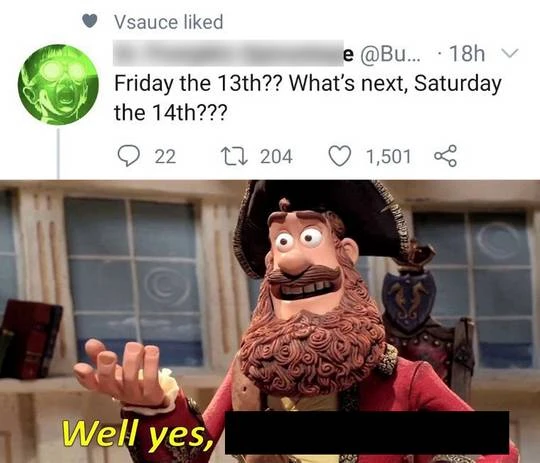 Vsauce liked
e @Bu... · 18h
Friday the 13th?? What's next, Saturday
the 14th???
22 204 1,501
Well yes,